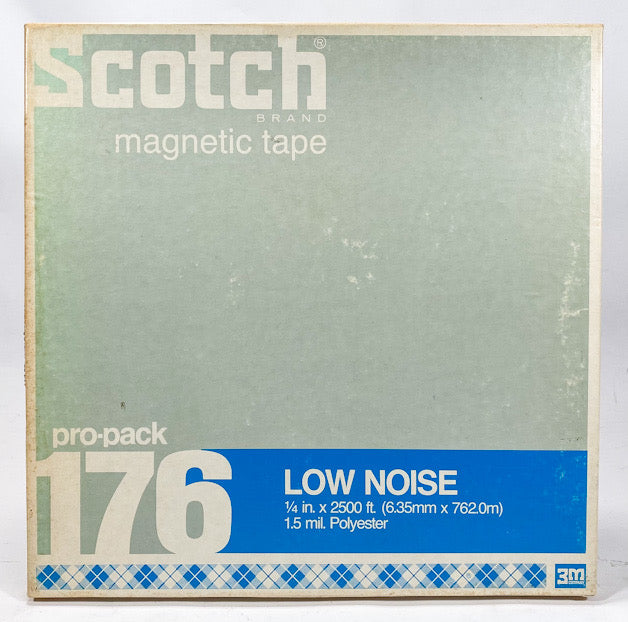 Scotch®
BRAND
magnetic tape
pro-pack
176
LOW NOISE
¼ in. x 2500 ft. (6.35mm x 762.0m)
1.5 mil. Polyester
3M
COMPANY